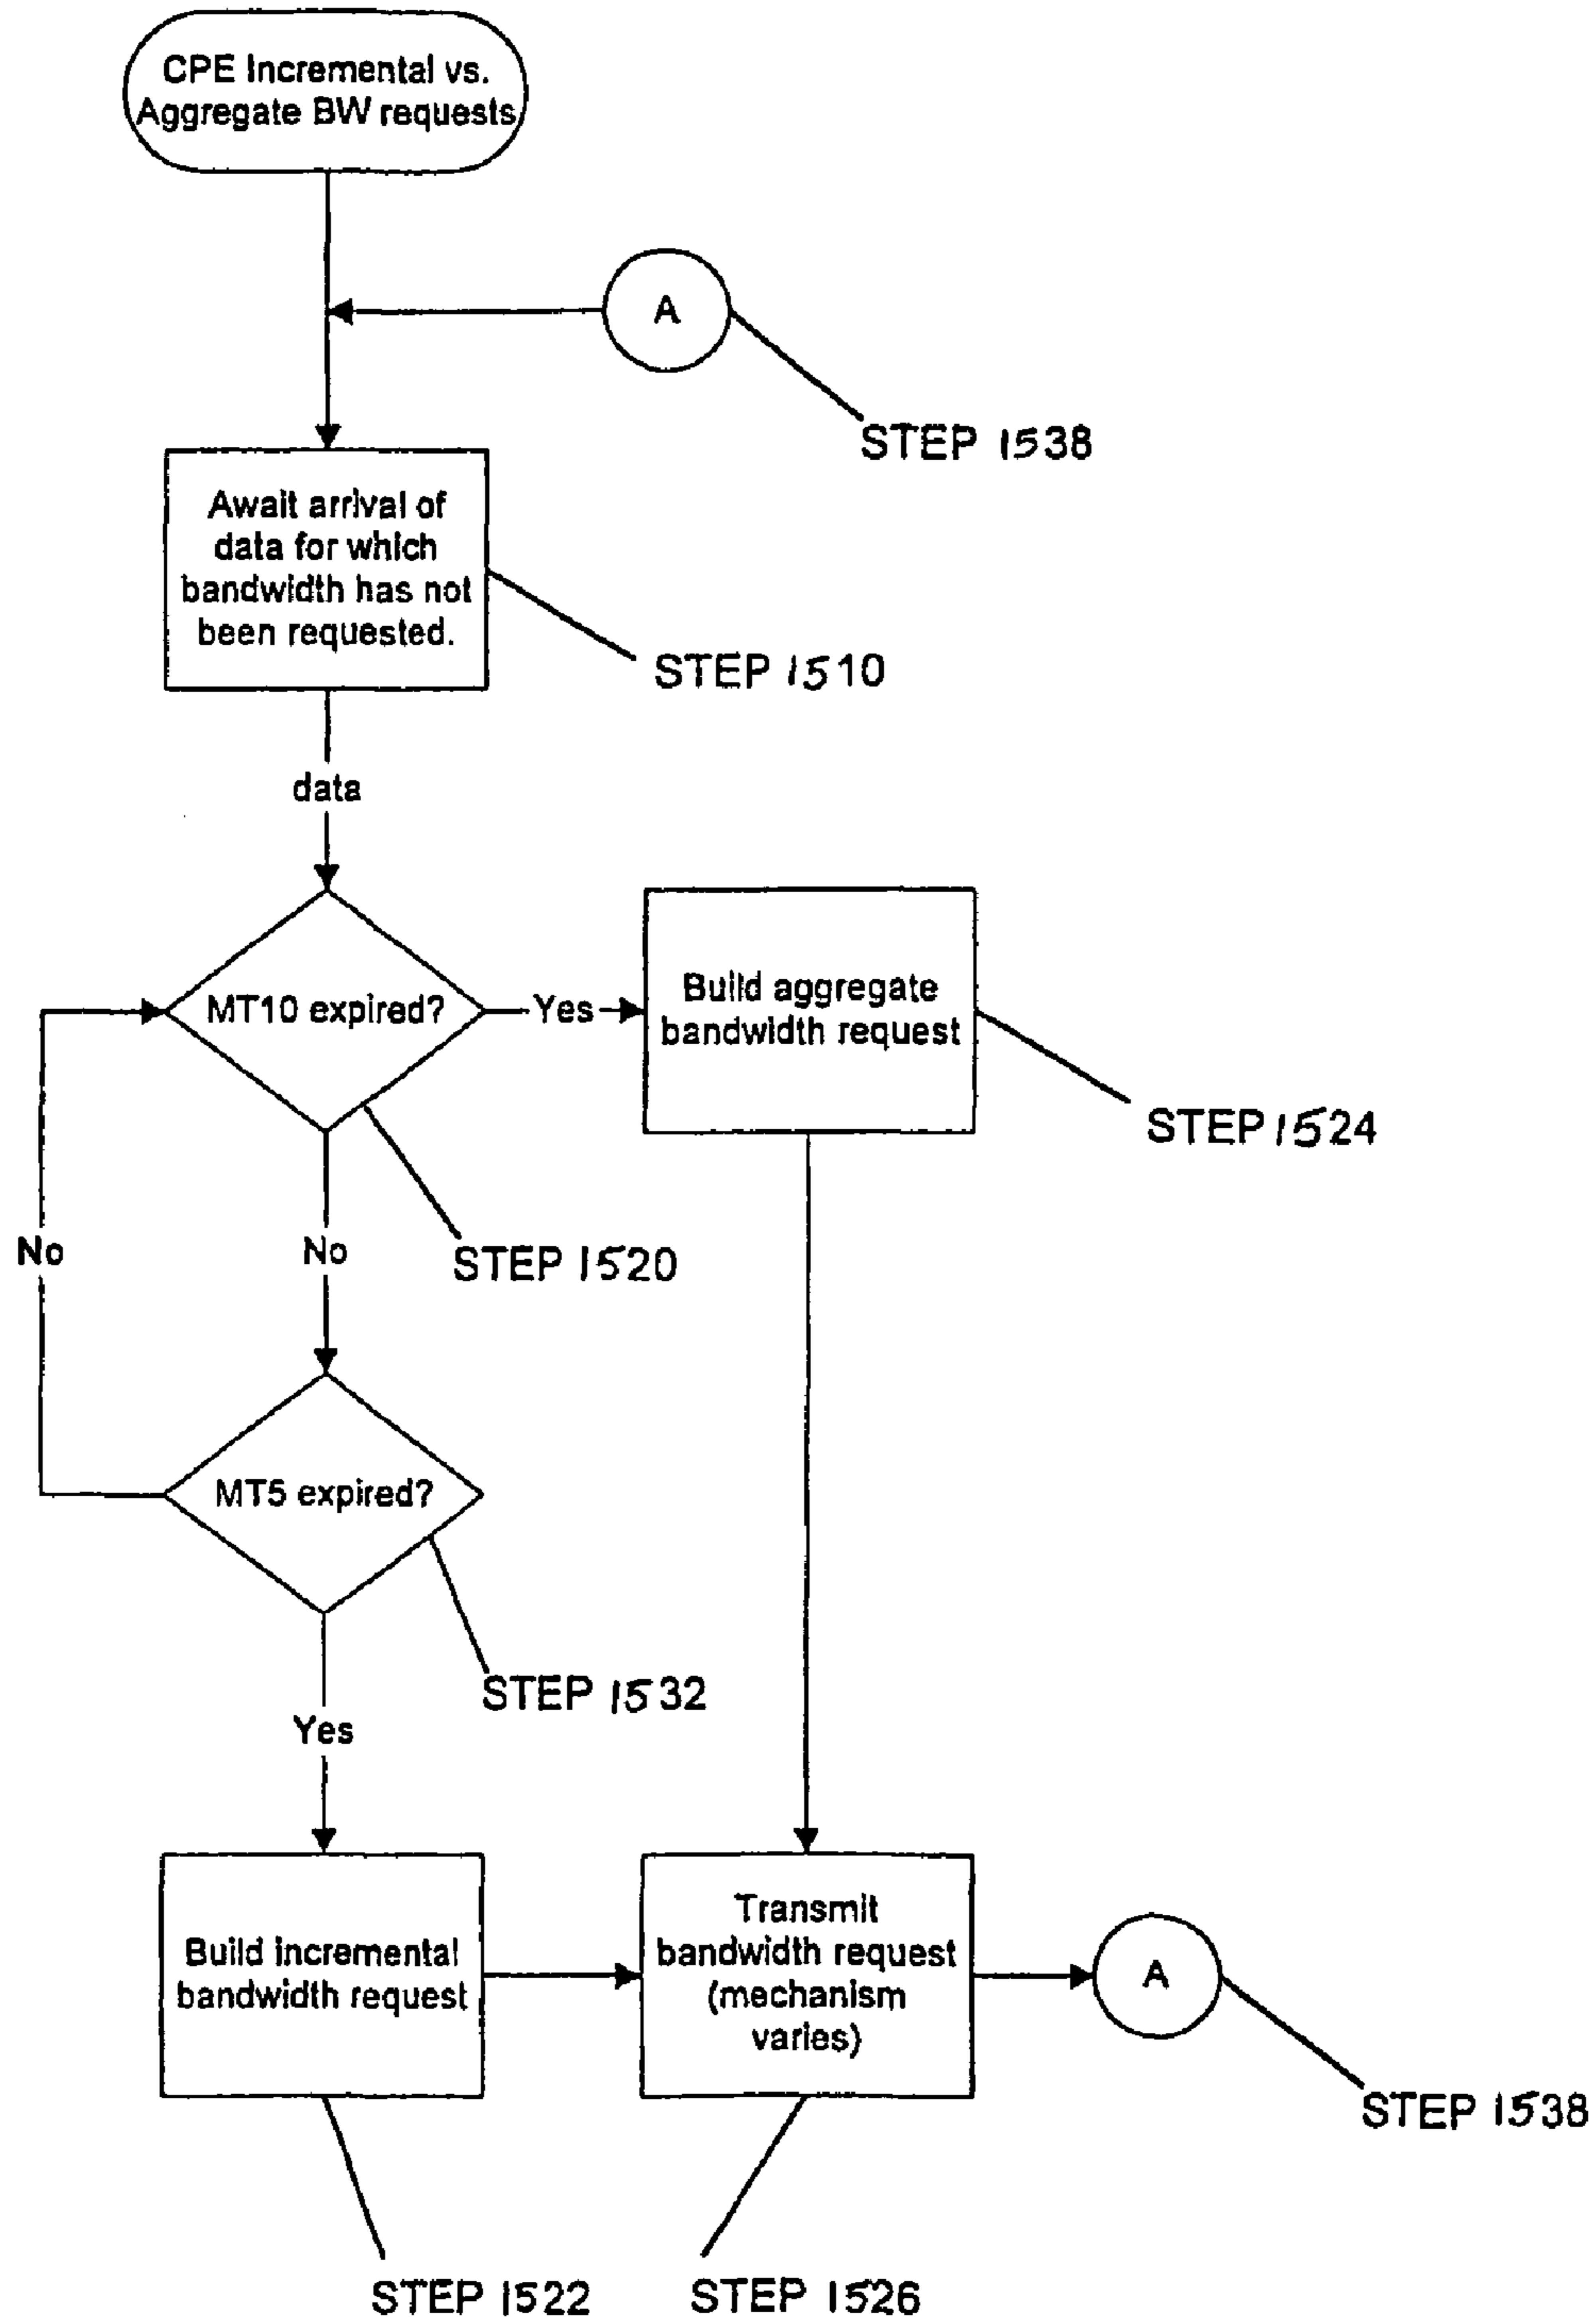 CPE Incremental vs.
Aggregate BW requests
A
STEP 1538
Await arrival of
data for which
bandwidth has not
been requested.
STEP 1510
data
MT10 expired?
Yes
Build aggregate
bandwidth request
STEP 1524
No
No
STEP 1520
MT5 expired?
STEP 1532
Yes
Build incremental
bandwidth request
Transmit
bandwidth request
(mechanism
varies)
A
STEP 1538
STEP 1522
STEP 1526